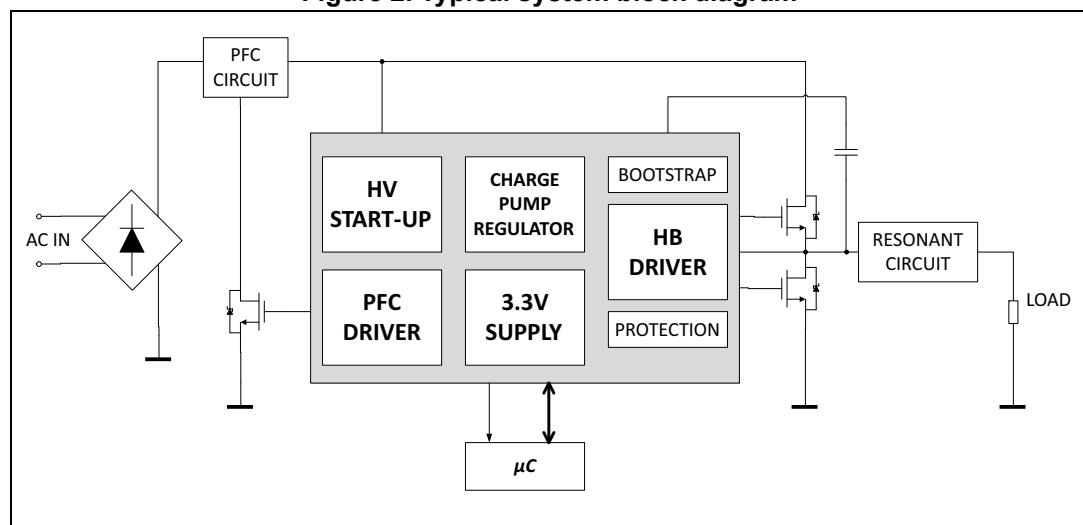 Figure 2. Typical system block diagram
PFC
CIRCUIT
HV
START-UP
CHARGE
PUMP
REGULATOR
BOOTSTRAP
HB
DRIVER
AC IN
RESONANT
CIRCUIT
PFC
DRIVER
3.3V
SUPPLY
PROTECTION
LOAD
µC